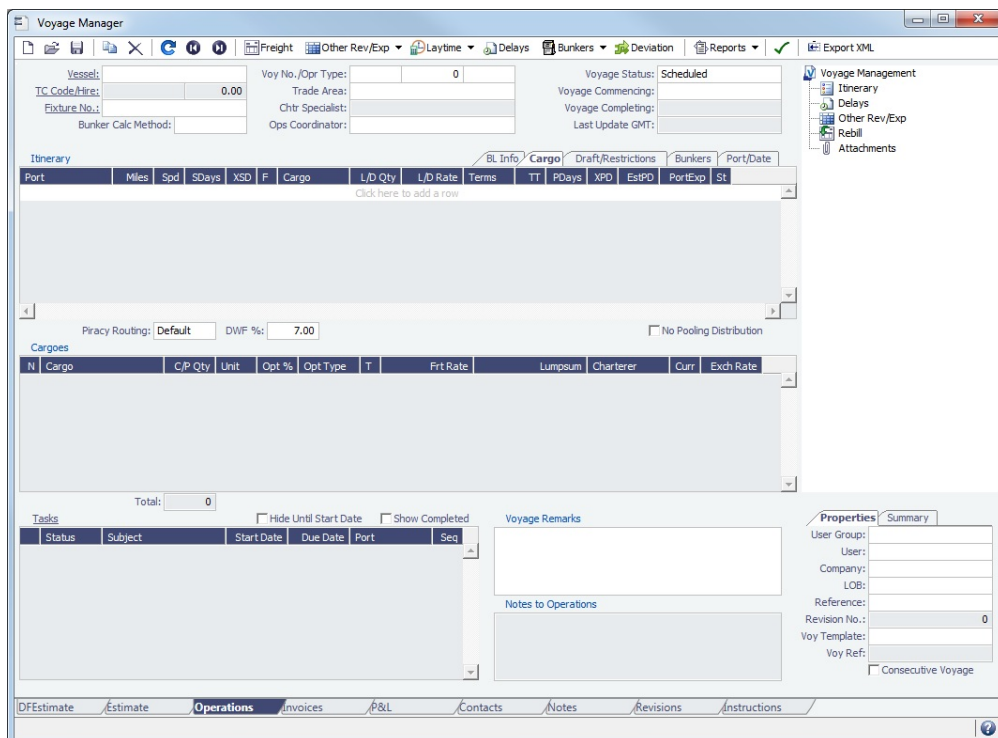 Voyage Manager
Freight Other Rev/Exp Laytime Delays Bunkers Deviation Reports Export XML
Vessel: Voy No./Opr Type: 0 Voyage Status: Scheduled
TC Code/Hire: 0.00 Trade Area: Voyage Commencing:
Fixture No.: Chtr Specialist: Voyage Completing:
Bunker Calc Method: Ops Coordinator: Last Update GMT:
Voyage Management
Itinerary
Delays
Other Rev/Exp
Rebill
Attachments
Itinerary BL Info Cargo Draft/Restrictions Bunkers Port/Date
Port Miles Spd SDays XSD F Cargo L/D Qty L/D Rate Terms TT PDays XPD EstPD PortExp St
Click here to add a row
Piracy Routing: Default DWF %: 7.00 No Pooling Distribution
Cargoes
N Cargo C/P Qty Unit Opt % Opt Type T Frt Rate Lumpsum Charterer Curr Exch Rate
Total: 0
Tasks Hide Until Start Date Show Completed
Status Subject Start Date Due Date Port Seq
Voyage Remarks
Notes to Operations
Properties Summary
User Group:
User:
Company:
LOB:
Reference:
Revision No.: 0
Voy Template:
Voy Ref:
Consecutive Voyage
DFEstimate Estimate Operations Invoices P&L Contacts Notes Revisions Instructions